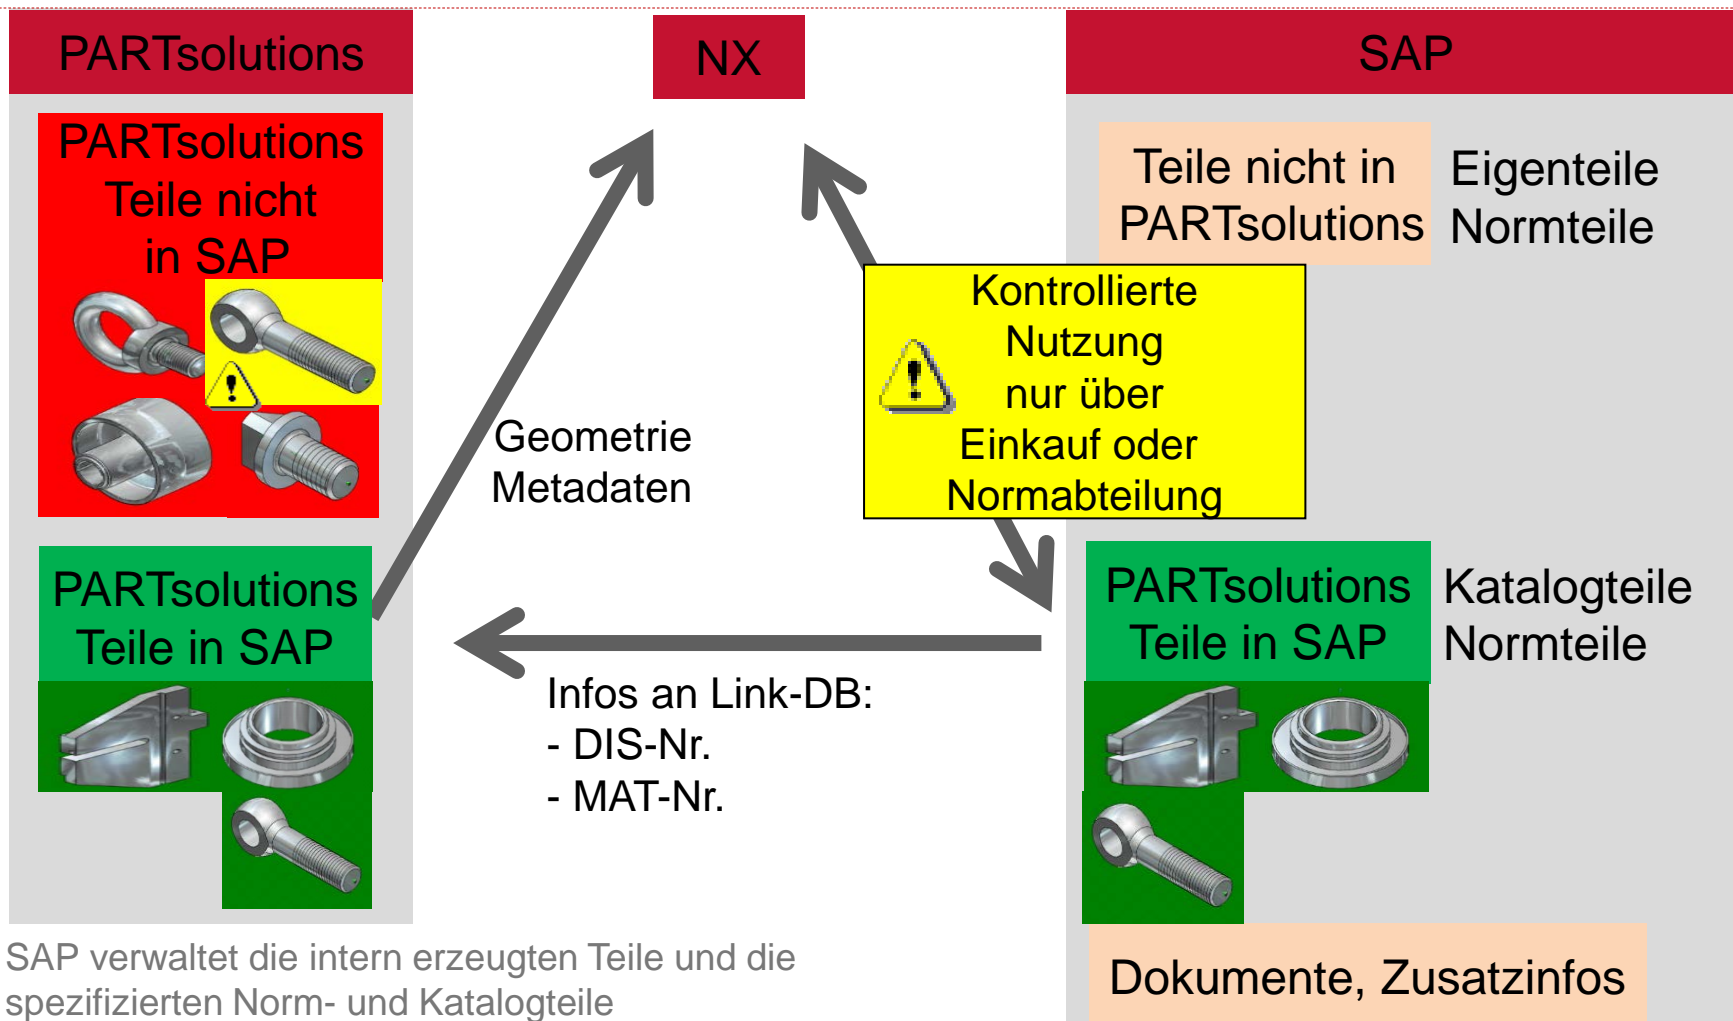 PARTsolutions
NX
SAP
PARTsolutions
Teile nicht
in SAP
Teile nicht in
PARTsolutions
Eigenteile
Normteile
Kontrollierte
Nutzung
nur über
Einkauf oder
Normabteilung
Geometrie
Metadaten
PARTsolutions
Teile in SAP
PARTsolutions
Teile in SAP
Katalogteile
Normteile
Infos an Link-DB:
- DIS-Nr.
- MAT-Nr.
SAP verwaltet die intern erzeugten Teile und die
spezifizierten Norm- und Katalogteile
Dokumente, Zusatzinfos